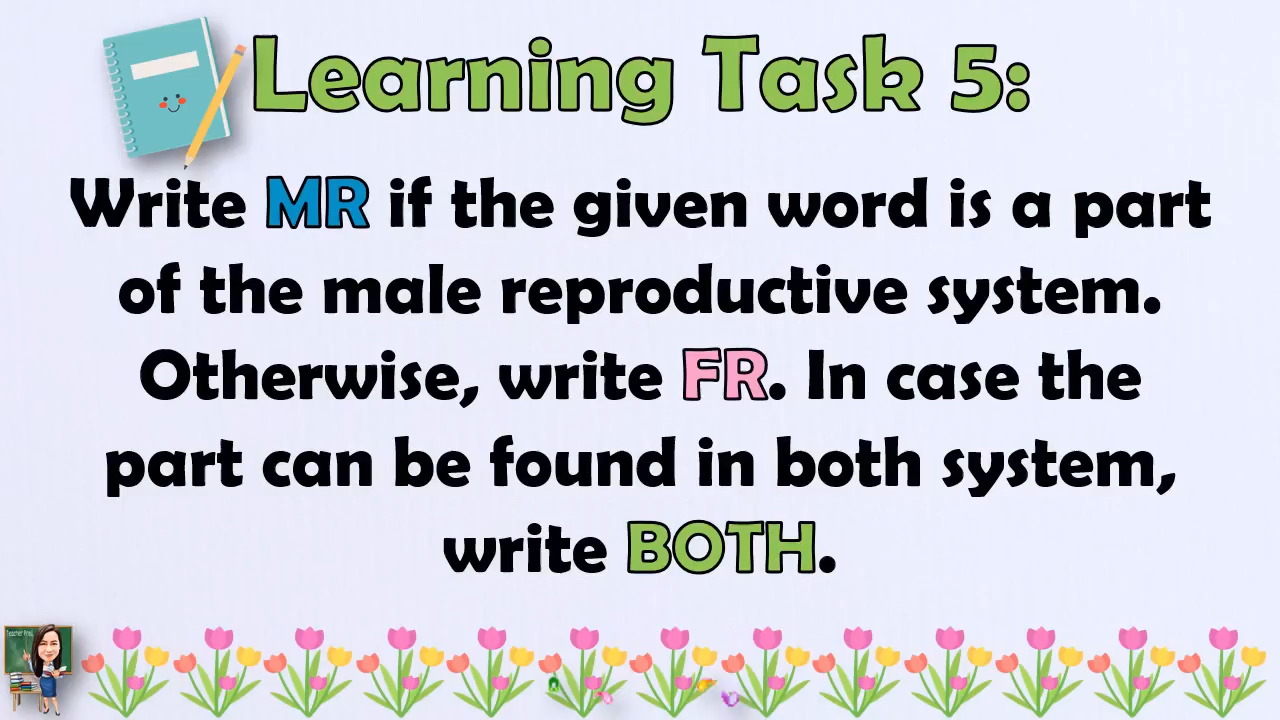 Learning Task 5:
Write MR if the given word is a part
of the male reproductive system.
Otherwise, write FR. In case the
part can be found in both system,
write BOTH.